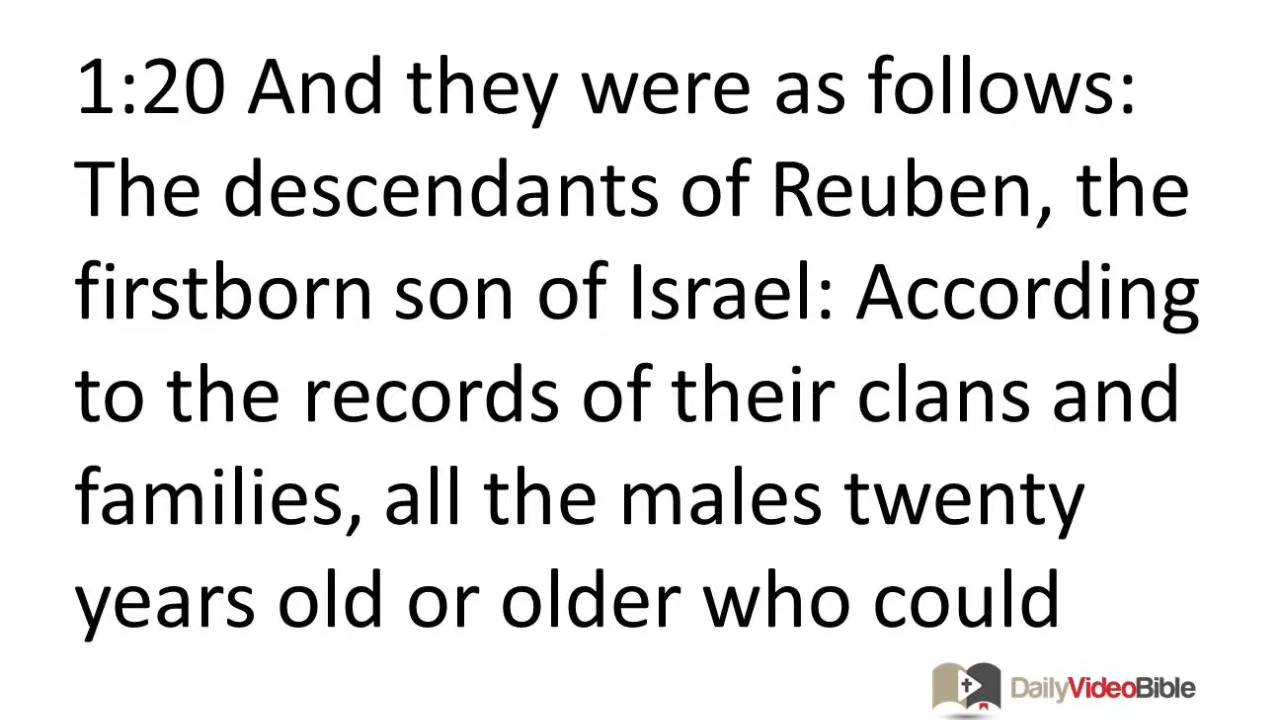 1:20 And they were as follows:
The descendants of Reuben, the
firstborn son of Israel: According
to the records of their clans and
families, all the males twenty
years old or older who could
DailyVideoBible